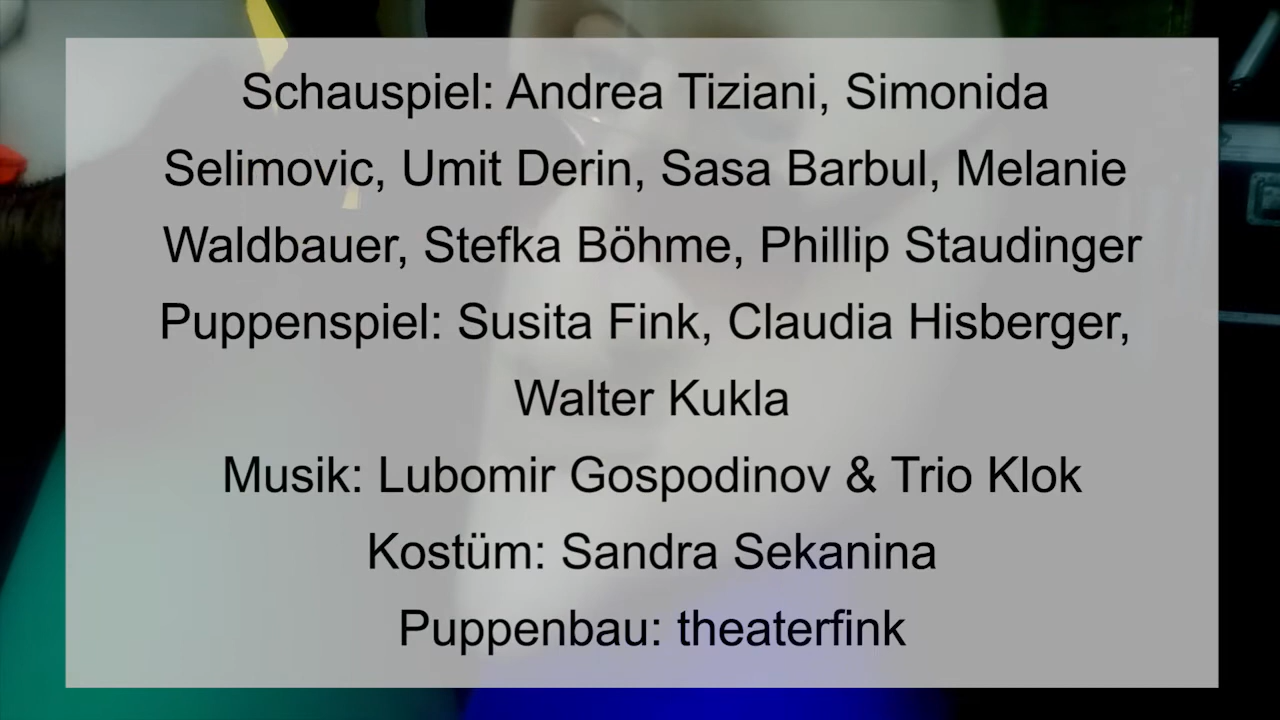 Schauspiel: Andrea Tiziani, Simonida
Selimovic, Umit Derin, Sasa Barbul, Melanie
Waldbauer, Stefka Böhme, Phillip Staudinger
Puppenspiel: Susita Fink, Claudia Hisberger,
Walter Kukla
Musik: Lubomir Gospodinov & Trio Klok
Kostüm: Sandra Sekanina
Puppenbau: theaterfink